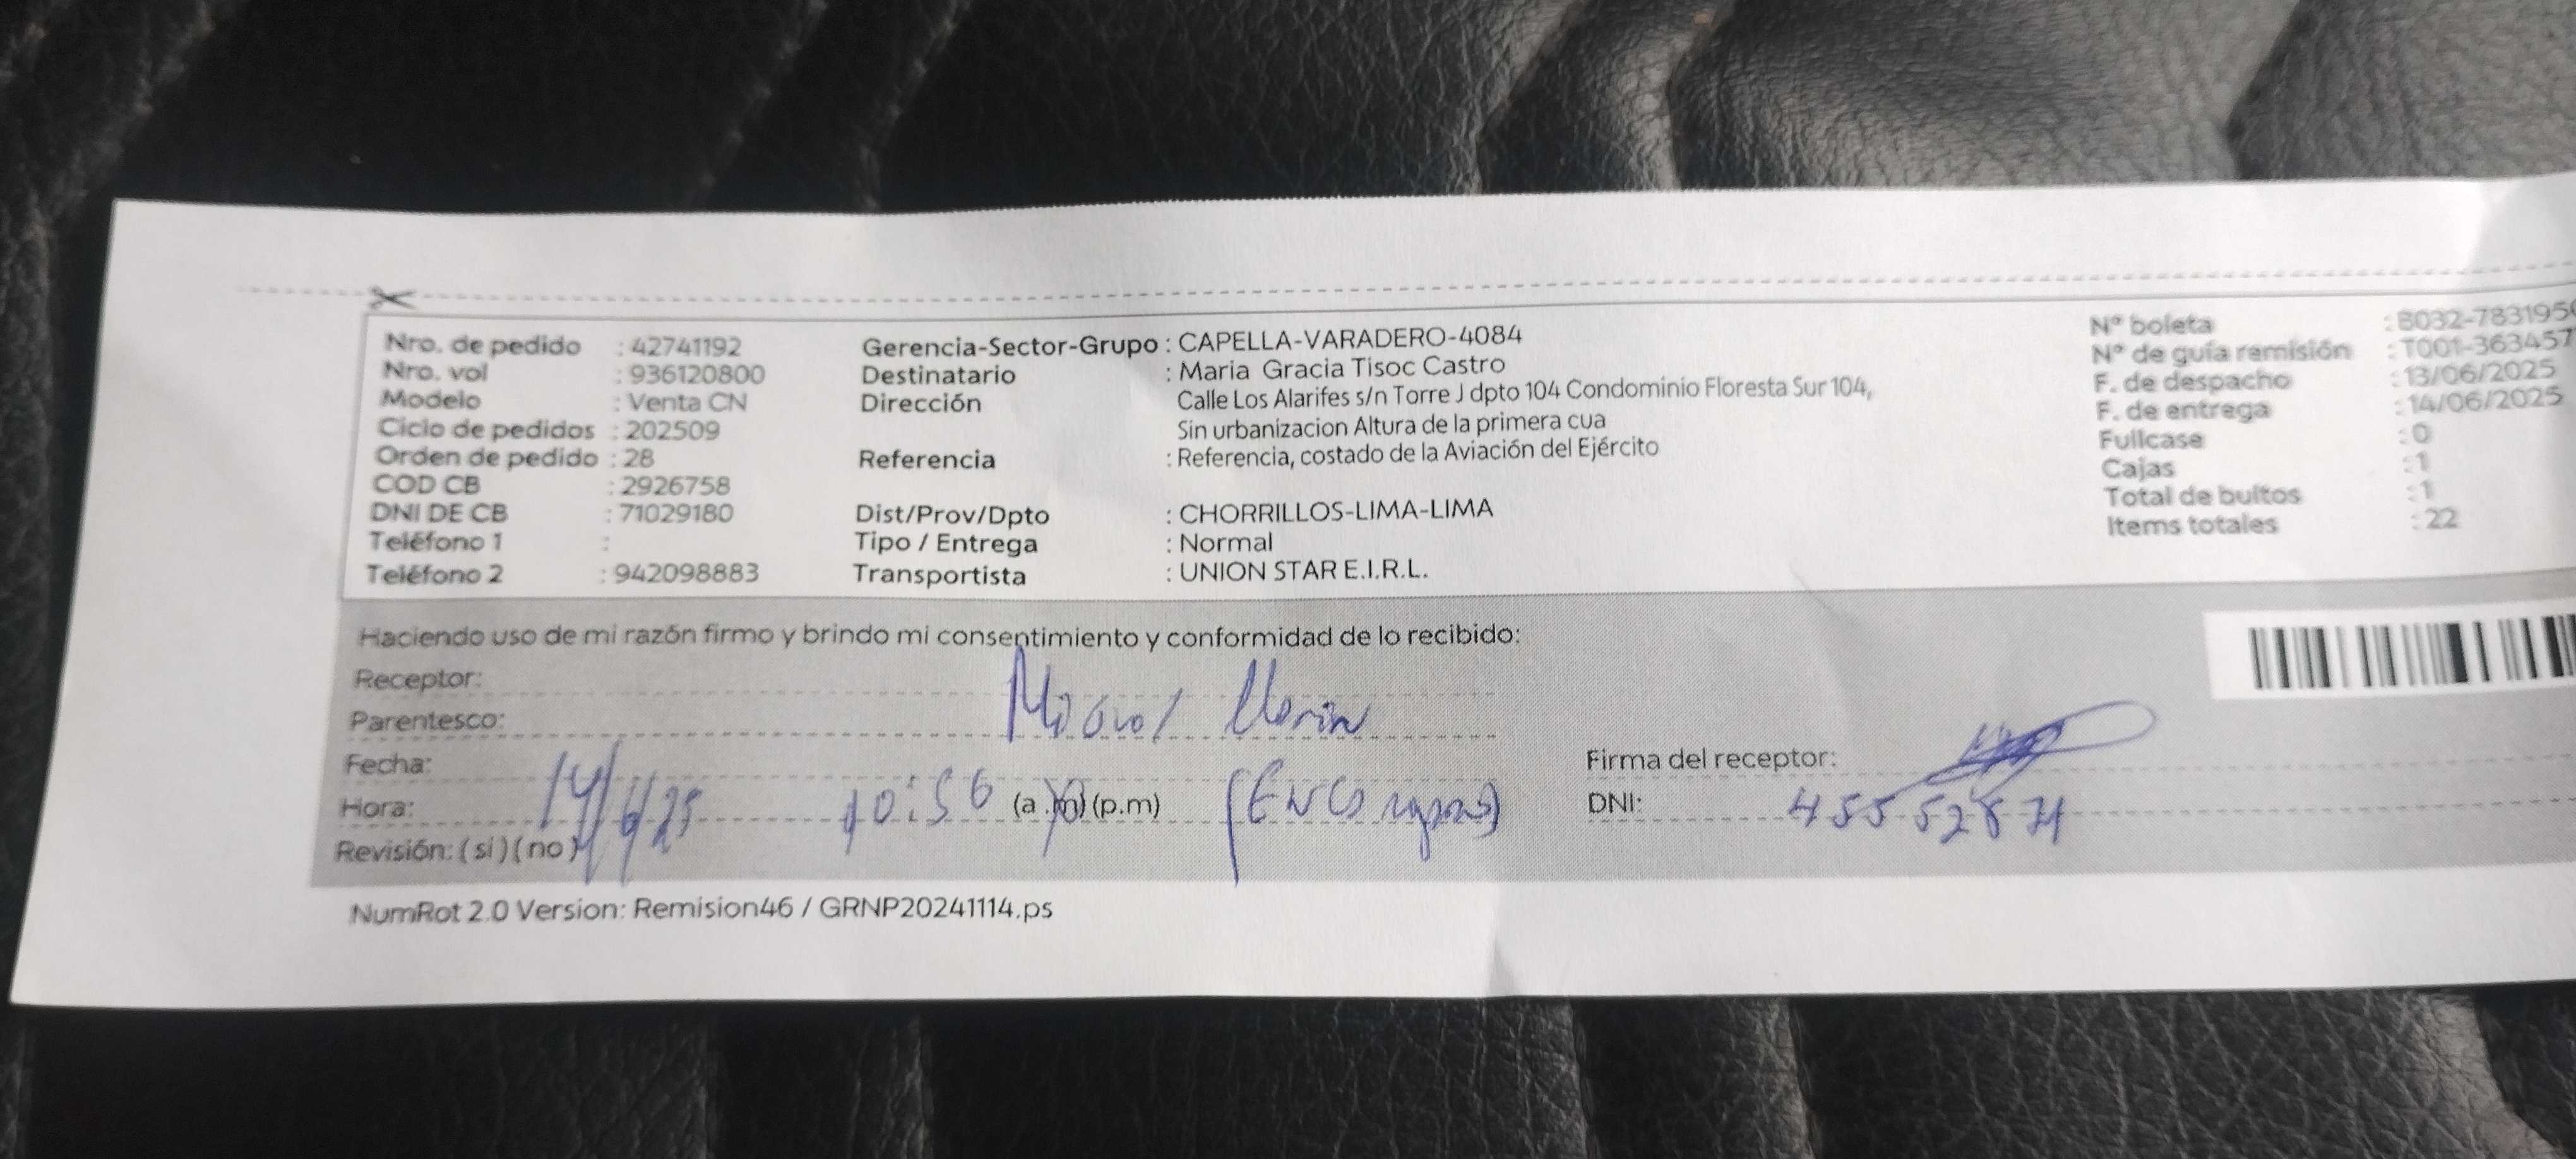 Nro. de pedido : 42741192
Nro. vol : 936120800
Modelo : Venta CN
Ciclo de pedidos : 202509
Orden de pedido : 28
COD CB : 2926758
DNI DE CB : 71029180
Teléfono 1 :
Teléfono 2 : 942098883
Gerencia-Sector-Grupo : CAPELLA-VARADERO-4084
Destinatario : Maria Gracia Tisoc Castro
Dirección Calle Los Alarifes s/n Torre J dpto 104 Condominio Floresta Sur 104,
Sin urbanizacion Altura de la primera cua
Referencia : Referencia, costado de la Aviación del Ejército
Dist/Prov/Dpto : CHORRILLOS-LIMA-LIMA
Tipo / Entrega : Normal
Transportista : UNION STAR E.I.R.L.
N° boleta : B032-783195
N° de guía remisión : T001-363457
F. de despacho : 13/06/2025
F. de entrega : 14/06/2025
Fullcase : 0
Cajas : 1
Total de bultos : 1
Items totales : 22
Haciendo uso de mi razón firmo y brindo mi consentimiento y conformidad de lo recibido:
Receptor:
Parentesco:
Fecha: 14/6/25
Hora: 10:56 (a.m) (p.m)
Revisión: (si) (no)
Firma del receptor:
DNI: 45552871
NumRot 2.0 Version: Remision46 / GRNP20241114.ps